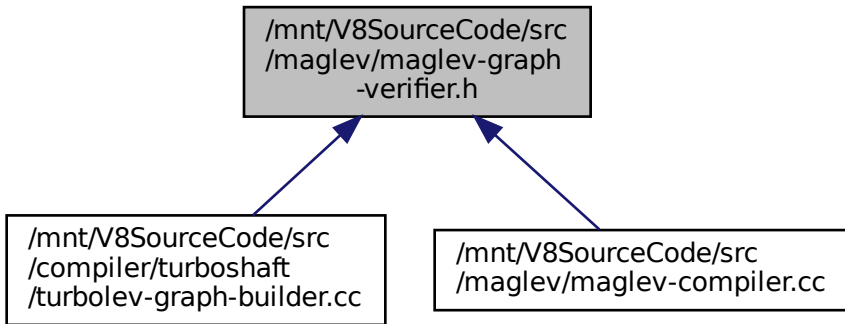 /mnt/V8SourceCode/src
/maglev/maglev-graph
-verifier.h
/mnt/V8SourceCode/src
/compiler/turboshaft
/turbolev-graph-builder.cc
/mnt/V8SourceCode/src
/maglev/maglev-compiler.cc